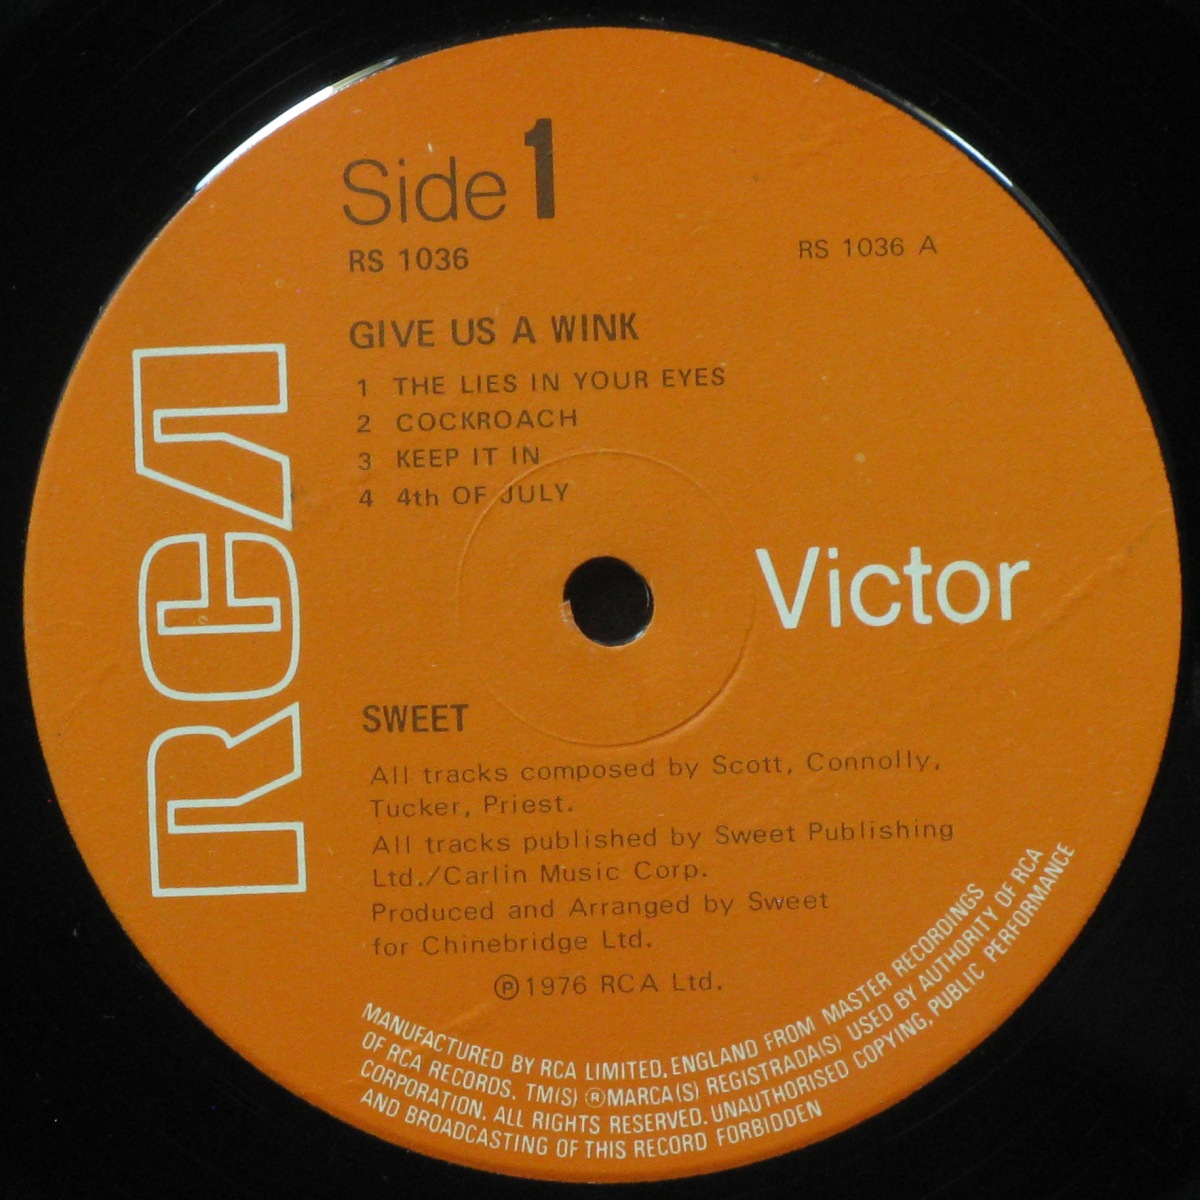 Side 1
RS 1036
RS 1036 A
GIVE US A WINK
1 THE LIES IN YOUR EYES
2 COCKROACH
3 KEEP IT IN
4 4th OF JULY
RCA
Victor
SWEET
All tracks composed by Scott, Connolly,
Tucker, Priest.
All tracks published by Sweet Publishing
Ltd./Carlin Music Corp.
Produced and Arranged by Sweet
for Chinebridge Ltd.
℗1976 RCA Ltd.
MANUFACTURED BY RCA LIMITED, ENGLAND FROM MASTER RECORDINGS
OF RCA RECORDS. TM(S) ® MARCA(S) REGISTRADA(S) USED BY AUTHORITY OF RCA
CORPORATION. ALL RIGHTS RESERVED. UNAUTHORISED COPYING, PUBLIC PERFORMANCE
AND BROADCASTING OF THIS RECORD FORBIDDEN